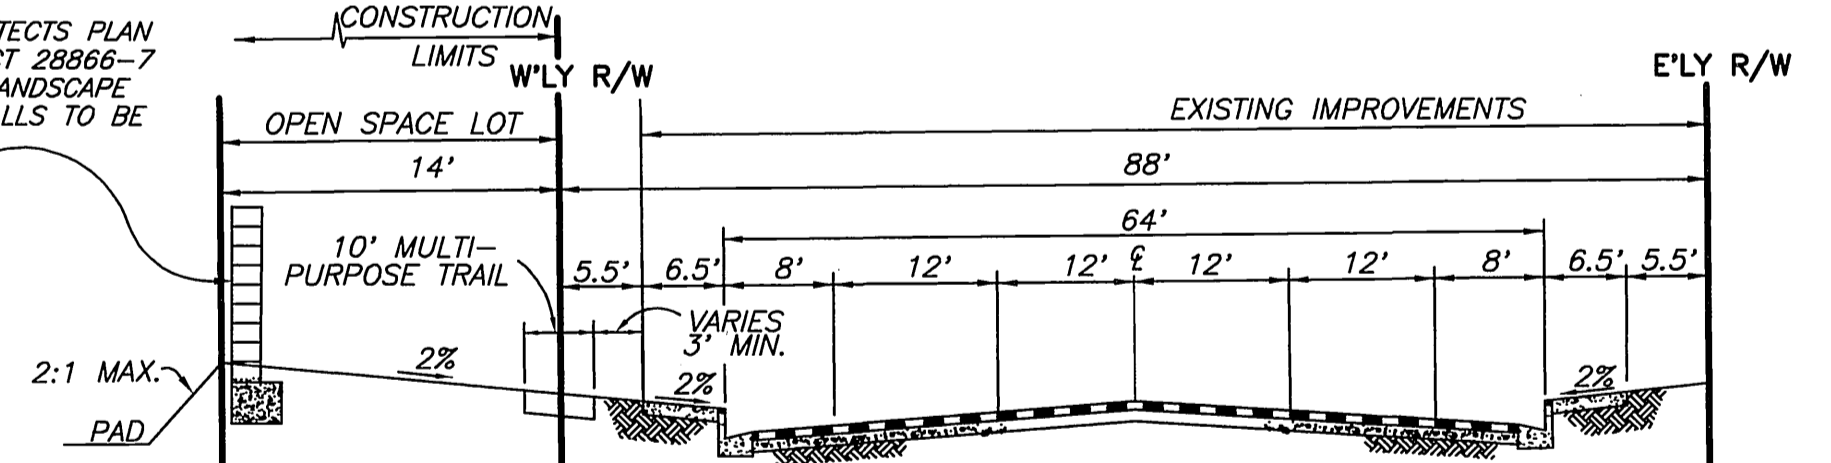 TECTS PLAN
CT 28866-7
ANDSCAPE
LLS TO BE
CONSTRUCTION
LIMITS
W'LY R/W
E'LY R/W
OPEN SPACE LOT
EXISTING IMPROVEMENTS
14'
88'
64'
10' MULTI-
PURPOSE TRAIL
5.5' 6.5' 8' 12' 12' ℄ 12' 12' 8' 6.5' 5.5'
VARIES
3' MIN.
2:1 MAX.
2%
2%
2%
PAD